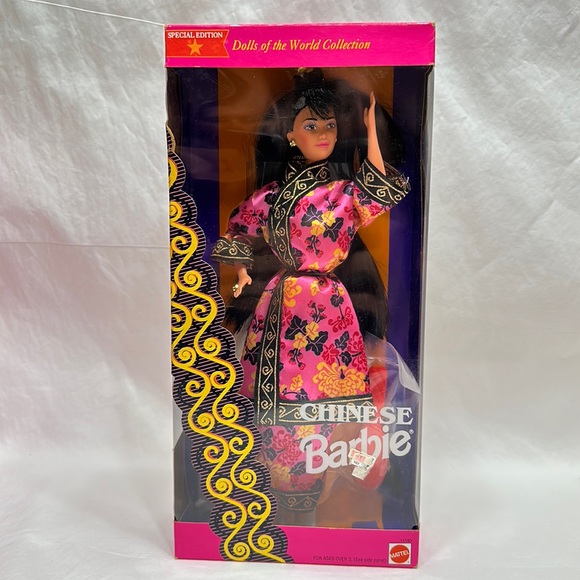 SPECIAL EDITION
Dolls of the World Collection
CHINESE
Barbie®
MATTEL